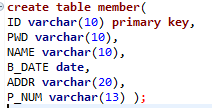 create table member(
ID varchar(10) primary key,
PWD varchar(10),
NAME varchar(10),
B_DATE date,
ADDR varchar(20),
P_NUM varchar(13) );